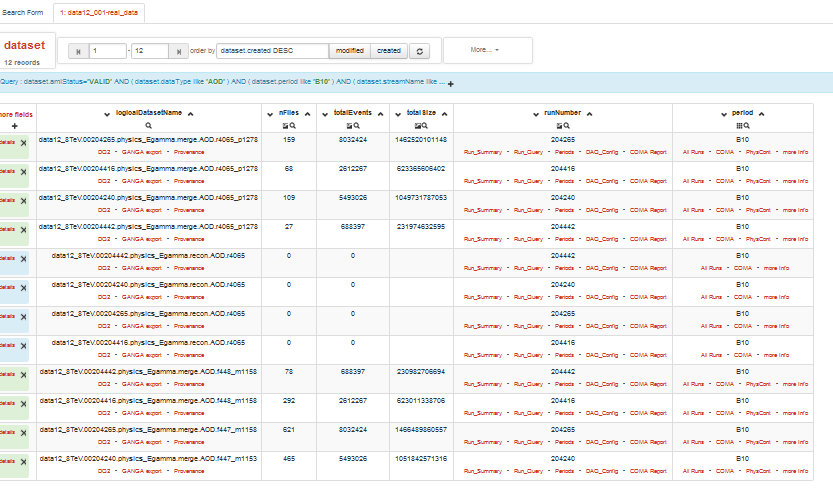 Search Form 1: data12_001-real_data
dataset
12 records
1 - 12 order by dataset.created DESC modified created More...
Query : dataset.amiStatus="VALID" AND ( dataset.dataType like "AOD" ) AND ( dataset.period like "B10" ) AND ( dataset.streamName like ...
more fields logicalDatasetName nFiles totalEvents totalSize runNumber period
details data12_8TeV.00204265.physics_Egamma.merge.AOD.r4065_p1278 159 8032424 1462520101148 204265 B10
DQ2 - GANGA export - Provenance Run_Summary - Run_Query - Periods - DAQ_Config - COMA Report All Runs - COMA - PhysCont - more info
details data12_8TeV.00204416.physics_Egamma.merge.AOD.r4065_p1278 68 2612267 623365606402 204416 B10
DQ2 - GANGA export - Provenance Run_Summary - Run_Query - Periods - DAQ_Config - COMA Report All Runs - COMA - PhysCont - more info
details data12_8TeV.00204240.physics_Egamma.merge.AOD.r4065_p1278 109 5493026 1049731787053 204240 B10
DQ2 - GANGA export - Provenance Run_Summary - Run_Query - Periods - DAQ_Config - COMA Report All Runs - COMA - PhysCont - more info
details data12_8TeV.00204442.physics_Egamma.merge.AOD.r4065_p1278 27 688397 231974632595 204442 B10
DQ2 - GANGA export - Provenance Run_Summary - Run_Query - Periods - DAQ_Config - COMA Report All Runs - COMA - PhysCont - more info
details data12_8TeV.00204442.physics_Egamma.recon.AOD.r4065 0 0 204442 B10
DQ2 - GANGA export - Provenance Run_Summary - Run_Query - Periods - DAQ_Config - COMA Report All Runs - COMA - more info
details data12_8TeV.00204240.physics_Egamma.recon.AOD.r4065 0 0 204240 B10
DQ2 - GANGA export - Provenance Run_Summary - Run_Query - Periods - DAQ_Config - COMA Report All Runs - COMA - more info
details data12_8TeV.00204265.physics_Egamma.recon.AOD.r4065 0 0 204265 B10
DQ2 - GANGA export - Provenance Run_Summary - Run_Query - Periods - DAQ_Config - COMA Report All Runs - COMA - more info
details data12_8TeV.00204416.physics_Egamma.recon.AOD.r4065 0 0 204416 B10
DQ2 - GANGA export - Provenance Run_Summary - Run_Query - Periods - DAQ_Config - COMA Report All Runs - COMA - more info
details data12_8TeV.00204442.physics_Egamma.merge.AOD.f448_m1158 78 688397 230982706694 204442 B10
DQ2 - GANGA export - Provenance Run_Summary - Run_Query - Periods - DAQ_Config - COMA Report All Runs - COMA - PhysCont - more info
details data12_8TeV.00204416.physics_Egamma.merge.AOD.f448_m1158 292 2612267 623011338706 204416 B10
DQ2 - GANGA export - Provenance Run_Summary - Run_Query - Periods - DAQ_Config - COMA Report All Runs - COMA - PhysCont - more info
details data12_8TeV.00204265.physics_Egamma.merge.AOD.f447_m1158 621 8032424 1466489860557 204265 B10
DQ2 - GANGA export - Provenance Run_Summary - Run_Query - Periods - DAQ_Config - COMA Report All Runs - COMA - PhysCont - more info
details data12_8TeV.00204240.physics_Egamma.merge.AOD.f447_m1153 465 5493026 1051842571316 204240 B10
DQ2 - GANGA export - Provenance Run_Summary - Run_Query - Periods - DAQ_Config - COMA Report All Runs - COMA - PhysCont - more info